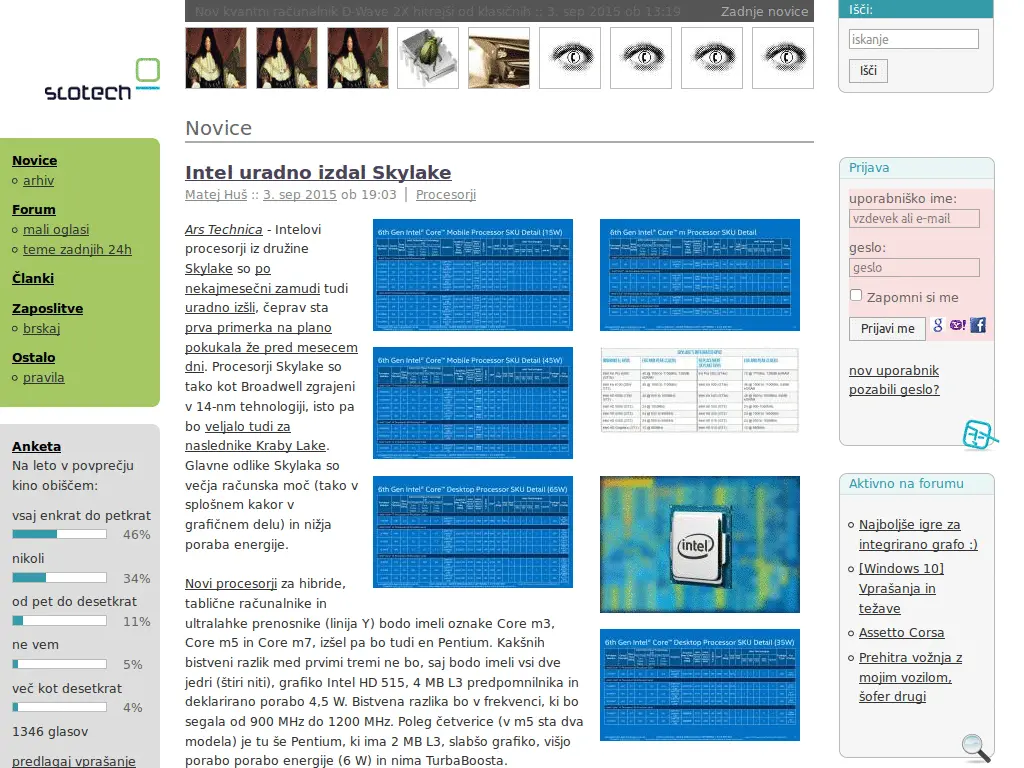 Nov kvantni računalnik D-Wave 2X hitrejši od klasičnih :: 3. sep 2015 ob 13:19
Zadnje novice
slotech
Novice
arhiv
Forum
mali oglasi
teme zadnjih 24h
Članki
Zaposlitve
brskaj
Ostalo
pravila
Anketa
Na leto v povprečju
kino obiščem:
vsaj enkrat do petkrat
46%
nikoli
34%
od pet do desetkrat
11%
ne vem
5%
več kot desetkrat
4%
1346 glasov
predlagaj vprašanje
Novice
Intel uradno izdal Skylake
Matej Huš :: 3. sep 2015 ob 19:03 | Procesorji
Ars Technica - Intelovi
procesorji iz družine
Skylake so po
nekajmesečni zamudi tudi
uradno izšli, čeprav sta
prva primerka na plano
pokukala že pred mesecem
dni. Procesorji Skylake so
tako kot Broadwell zgrajeni
v 14-nm tehnologiji, isto pa
bo veljalo tudi za
naslednike Kraby Lake.
Glavne odlike Skylaka so
večja računska moč (tako v
splošnem kakor v
grafičnem delu) in nižja
poraba energije.
6th Gen Intel® Core™ Mobile Processor SKU Detail (15W)
6th Gen Intel® Core™ m Processor SKU Detail
6th Gen Intel® Core™ Mobile Processor SKU Detail (45W)
6th Gen Intel® Core™ Desktop Processor SKU Detail (65W)
intel
6th Gen Intel® Core™ Desktop Processor SKU Detail (35W)
Novi procesorji za hibride,
tablične računalnike in
ultralahke prenosnike (linija Y) bodo imeli oznake Core m3,
Core m5 in Core m7, izšel pa bo tudi en Pentium. Kakšnih
bistveni razlik med prvimi tremi ne bo, saj bodo imeli vsi dve
jedri (štiri niti), grafiko Intel HD 515, 4 MB L3 predpomnilnika in
deklarirano porabo 4,5 W. Bistvena razlika bo v frekvenci, ki bo
segala od 900 MHz do 1200 MHz. Poleg četverice (v m5 sta dva
modela) je tu še Pentium, ki ima 2 MB L3, slabšo grafiko, višjo
porabo porabo energije (6 W) in nima TurbaBoosta.
Išči:
iskanje
Išči
Prijava
uporabniško ime:
vzdevek ali e-mail
geslo:
geslo
Zapomni si me
Prijavi me
nov uporabnik
pozabili geslo?
Aktivno na forumu
Najboljše igre za
integrirano grafo :)
[Windows 10]
Vprašanja in
težave
Assetto Corsa
Prehitra vožnja z
mojim vozilom,
šofer drugi